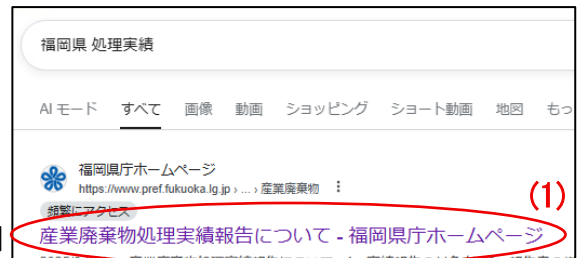 福岡県 処理実績
AI モード すべて 画像 動画 ショッピング ショート動画 地図 もっ
福岡県庁ホームページ
https://www.pref.fukuoka.lg.jp › ... › 産業廃棄物
(1)
頻繁にアクセス
産業廃棄物処理実績報告について - 福岡県庁ホームページ